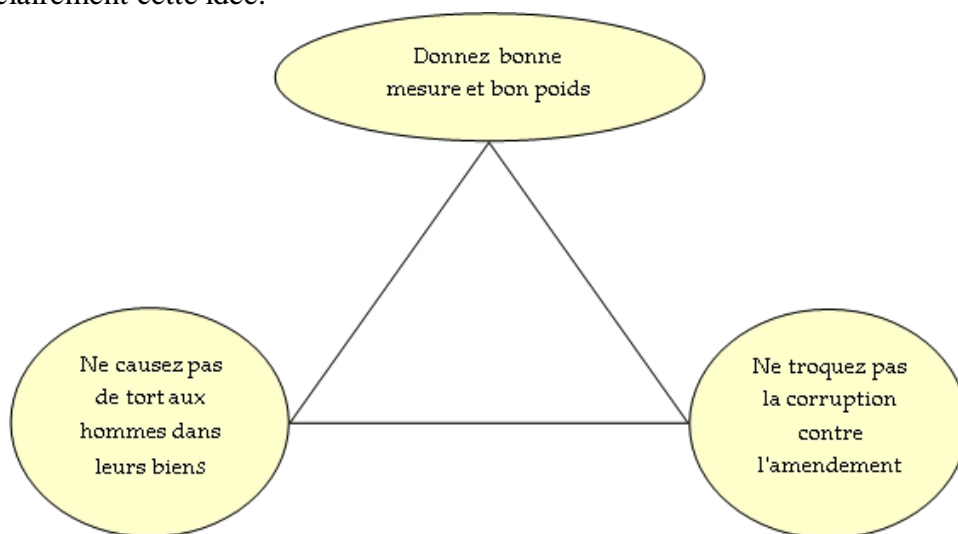 clairement cette idée.
Donnez bonne
mesure et bon poids
Ne causez pas
de tort aux
hommes dans
leurs biens
Ne troquez pas
la corruption
contre
l'amendement